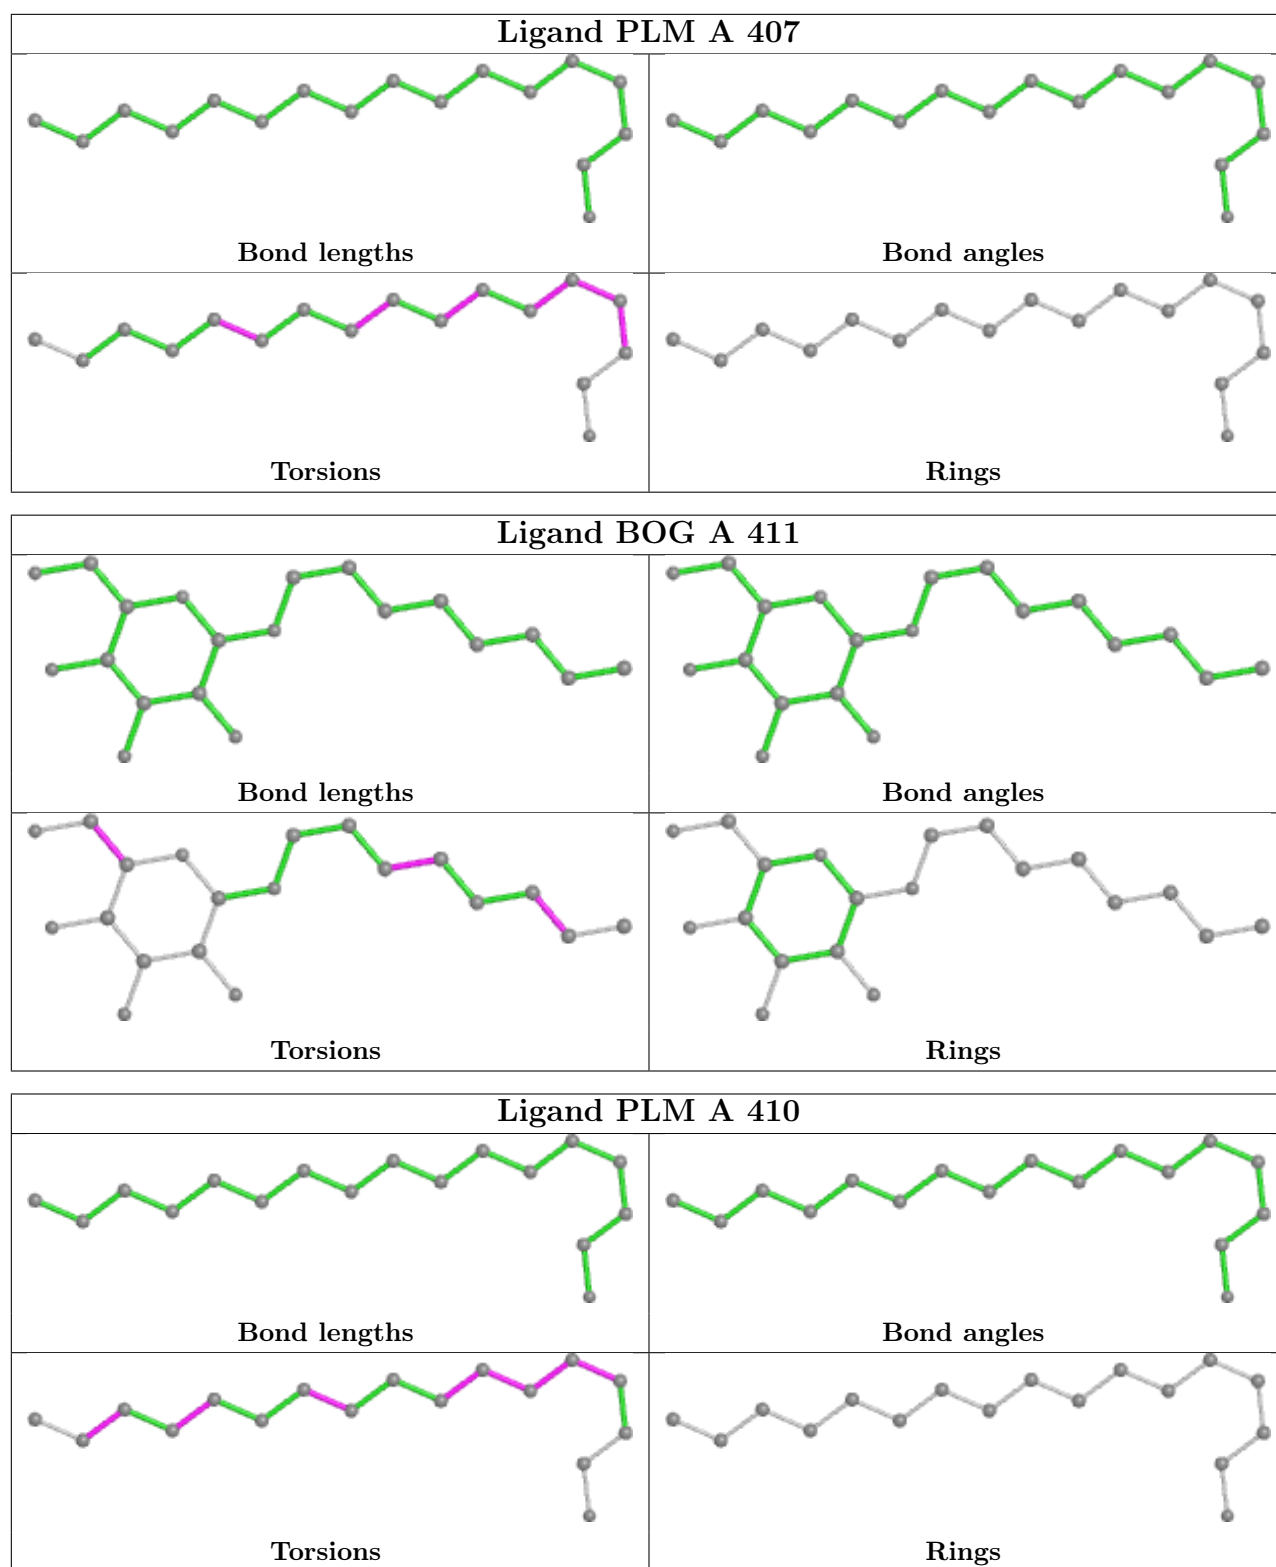 Ligand PLM A 407
Bond lengths
Bond angles
Torsions
Rings
Ligand BOG A 411
Bond lengths
Bond angles
Torsions
Rings
Ligand PLM A 410
Bond lengths
Bond angles
Torsions
Rings